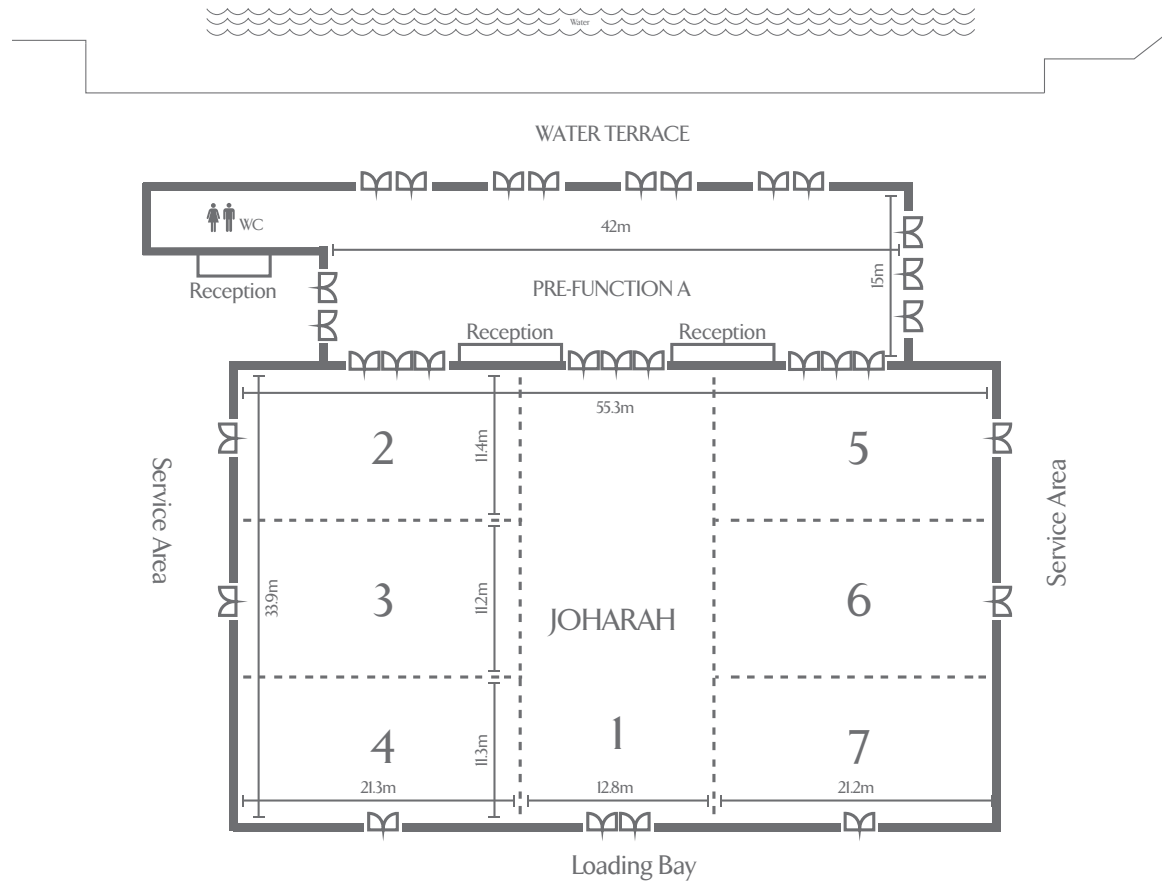 Water
WATER TERRACE
WC
42m
Reception
PRE-FUNCTION A
15m
Reception
Reception
55.3m
2
11.4m
5
Service Area
Service Area
33.9m
3
11.2m
JOHARAH
6
4
11.3m
1
7
21.3m
12.8m
21.2m
Loading Bay